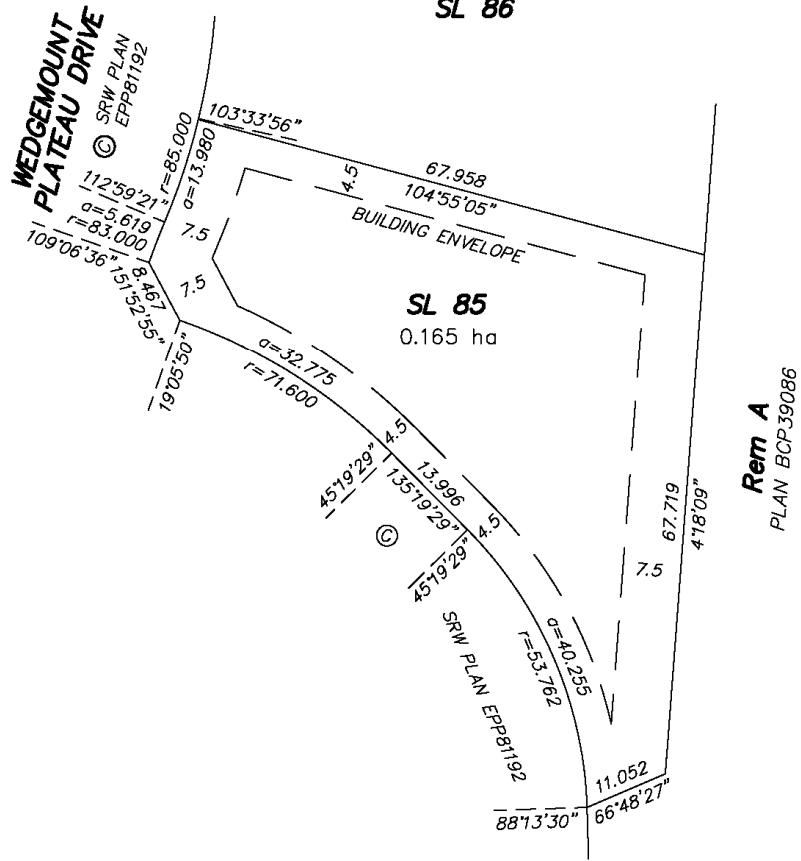 SL 86
WEDGEMOUNT
PLATEAU DRIVE
Ⓒ SRW PLAN
EPP81192
103°33'56"
r=85.000
a=13.980
67.958
104°55'05"
4.5
BUILDING ENVELOPE
112°59'21"
a=5.619
r=83.000
109°06'36"
7.5
8.467
151°52'55"
7.5
19°05'50"
SL 85
0.165 ha
a=32.775
r=71.600
4.5
45°19'29"
13.996
135°19'29"
4.5
45°19'29"
Ⓒ
SRW PLAN EPP81192
a=40.255
r=53.762
67.719
4°18'09"
7.5
Rem A
PLAN BCP39086
11.052
66°48'27"
88°13'30"